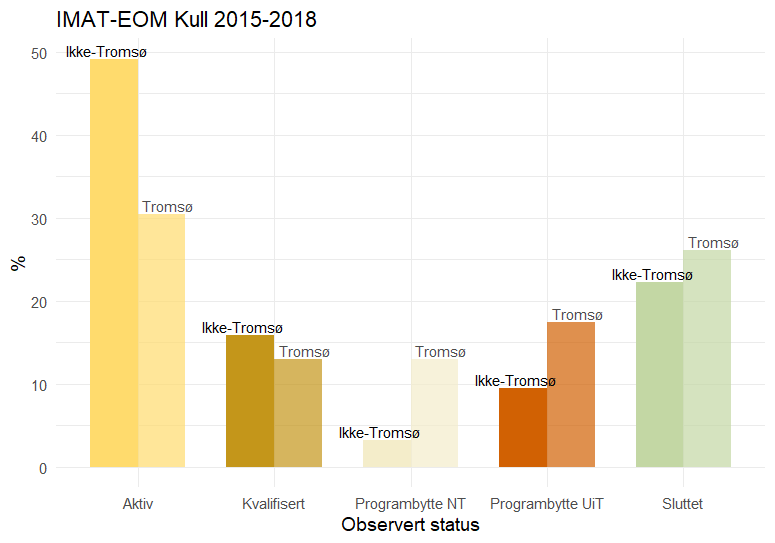 IMAT-EOM Kull 2015-2018
%
50
40
30
20
10
0
Ikke-Tromsø
Tromsø
Ikke-Tromsø
Tromsø
Ikke-Tromsø
Tromsø
Ikke-Tromsø
Tromsø
Ikke-Tromsø
Tromsø
Aktiv
Kvalifisert
Programbytte NT
Programbytte UiT
Sluttet
Observert status